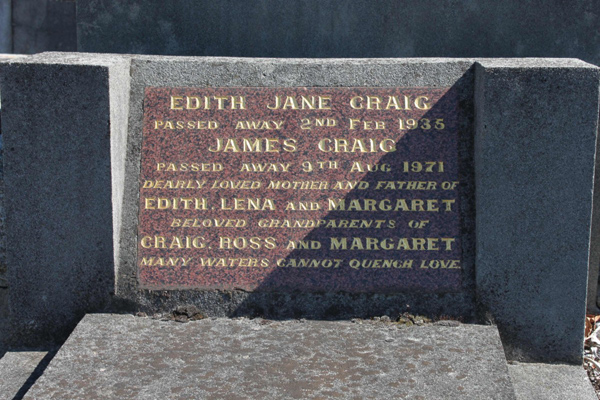 EDITH JANE CRAIG
PASSED AWAY 2ND FEB 1935
JAMES CRAIG
PASSED AWAY 9TH AUG 1971
DEARLY LOVED MOTHER AND FATHER OF
EDITH, LENA AND MARGARET
BELOVED GRANDPARENTS OF
CRAIG, ROSS AND MARGARET
MANY WATERS CANNOT QUENCH LOVE.